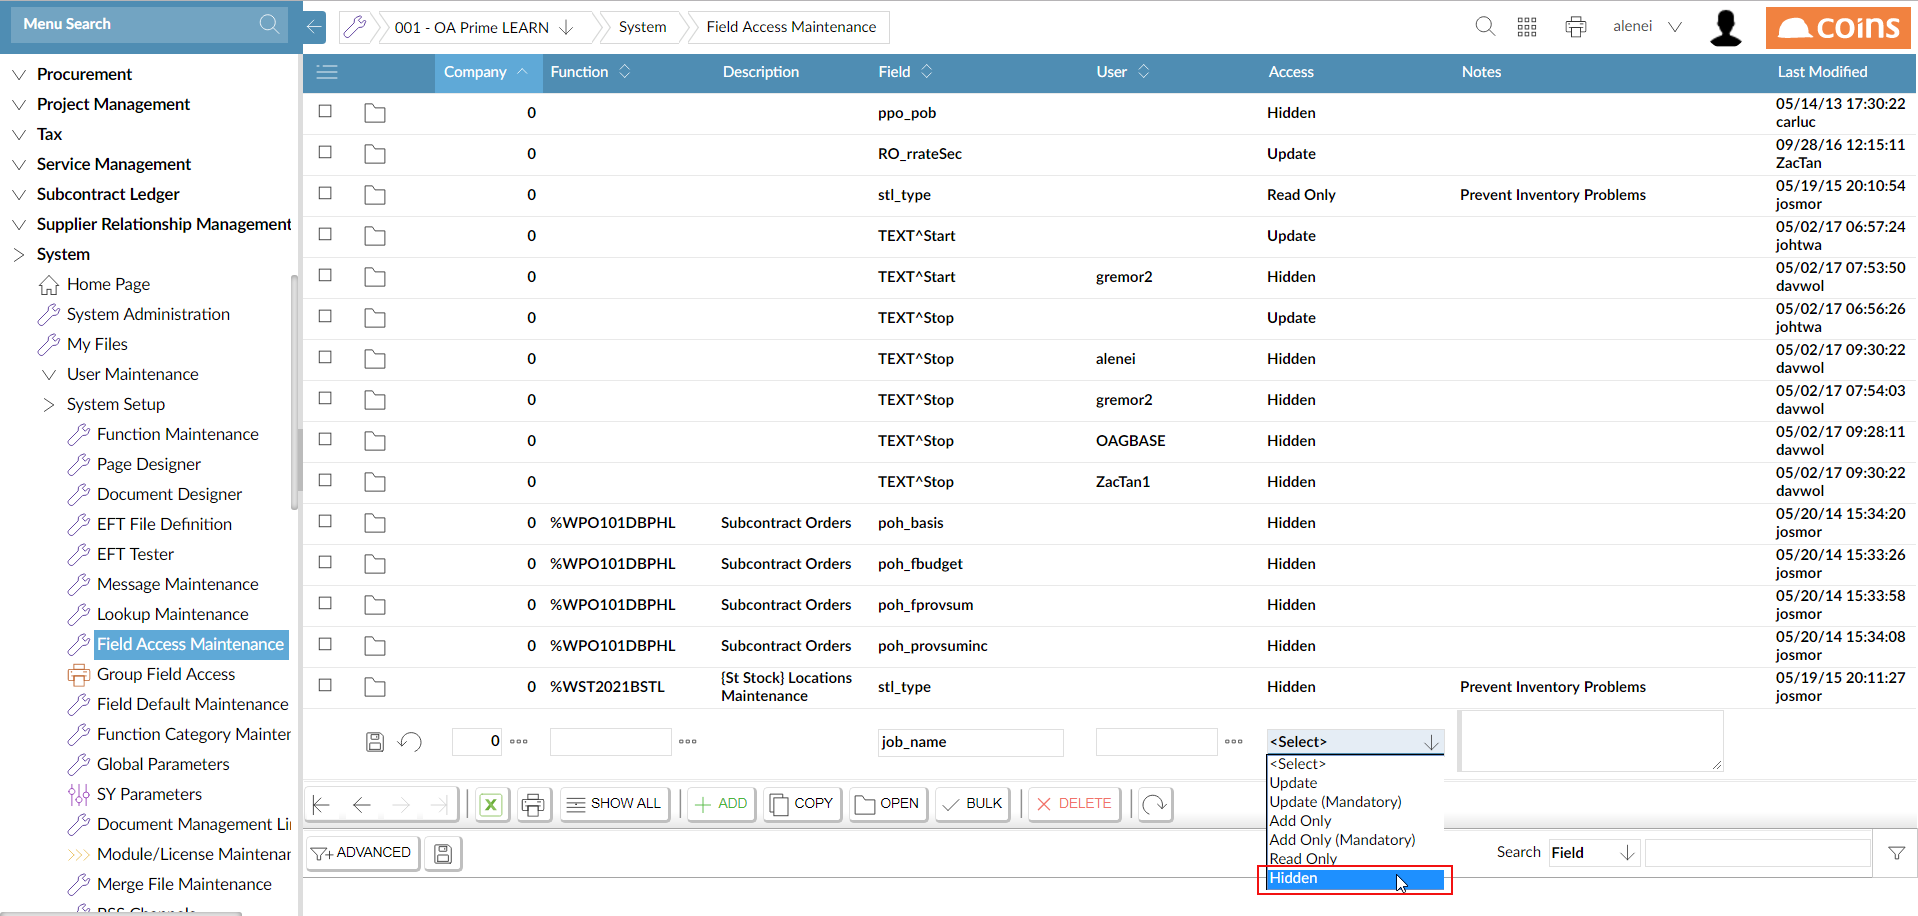 Menu Search
001 - OA Prime LEARN
System
Field Access Maintenance
alenei
coins
Procurement
Project Management
Tax
Service Management
Subcontract Ledger
Supplier Relationship Management
System
Home Page
System Administration
My Files
User Maintenance
System Setup
Function Maintenance
Page Designer
Document Designer
EFT File Definition
EFT Tester
Message Maintenance
Lookup Maintenance
Field Access Maintenance
Group Field Access
Field Default Maintenance
Function Category Mainter
Global Parameters
SY Parameters
Document Management Li
Module/License Maintenar
Merge File Maintenance
RSS Channels
Company Function Description Field User Access Notes Last Modified
0 ppo_pob Hidden 05/14/13 17:30:22
carluc
0 RO_rrateSec Update 09/28/16 12:15:11
ZacTan
0 stl_type Read Only Prevent Inventory Problems 05/19/15 20:10:54
josmor
0 TEXT^Start Update 05/02/17 06:57:24
johtwa
0 TEXT^Start gremor2 Hidden 05/02/17 07:53:50
davwol
0 TEXT^Stop Update 05/02/17 06:56:26
johtwa
0 TEXT^Stop alenei Hidden 05/02/17 09:30:22
davwol
0 TEXT^Stop gremor2 Hidden 05/02/17 07:54:03
davwol
0 TEXT^Stop OAGBASE Hidden 05/02/17 09:28:11
davwol
0 TEXT^Stop ZacTan1 Hidden 05/02/17 09:30:22
davwol
0 %WPO101DBPHL Subcontract Orders poh_basis Hidden 05/20/14 15:34:20
josmor
0 %WPO101DBPHL Subcontract Orders poh_fbudget Hidden 05/20/14 15:33:26
josmor
0 %WPO101DBPHL Subcontract Orders poh_fprovsum Hidden 05/20/14 15:33:58
josmor
0 %WPO101DBPHL Subcontract Orders poh_provsuminc Hidden 05/20/14 15:34:08
josmor
0 %WST2021BSTL {St Stock} Locations
Maintenance stl_type Hidden Prevent Inventory Problems 05/19/15 20:11:27
josmor
0 job_name <Select>
<Select>
Update
Update (Mandatory)
Add Only
Add Only (Mandatory)
Read Only
Hidden
SHOW ALL ADD COPY OPEN BULK DELETE
ADVANCED
Search Field